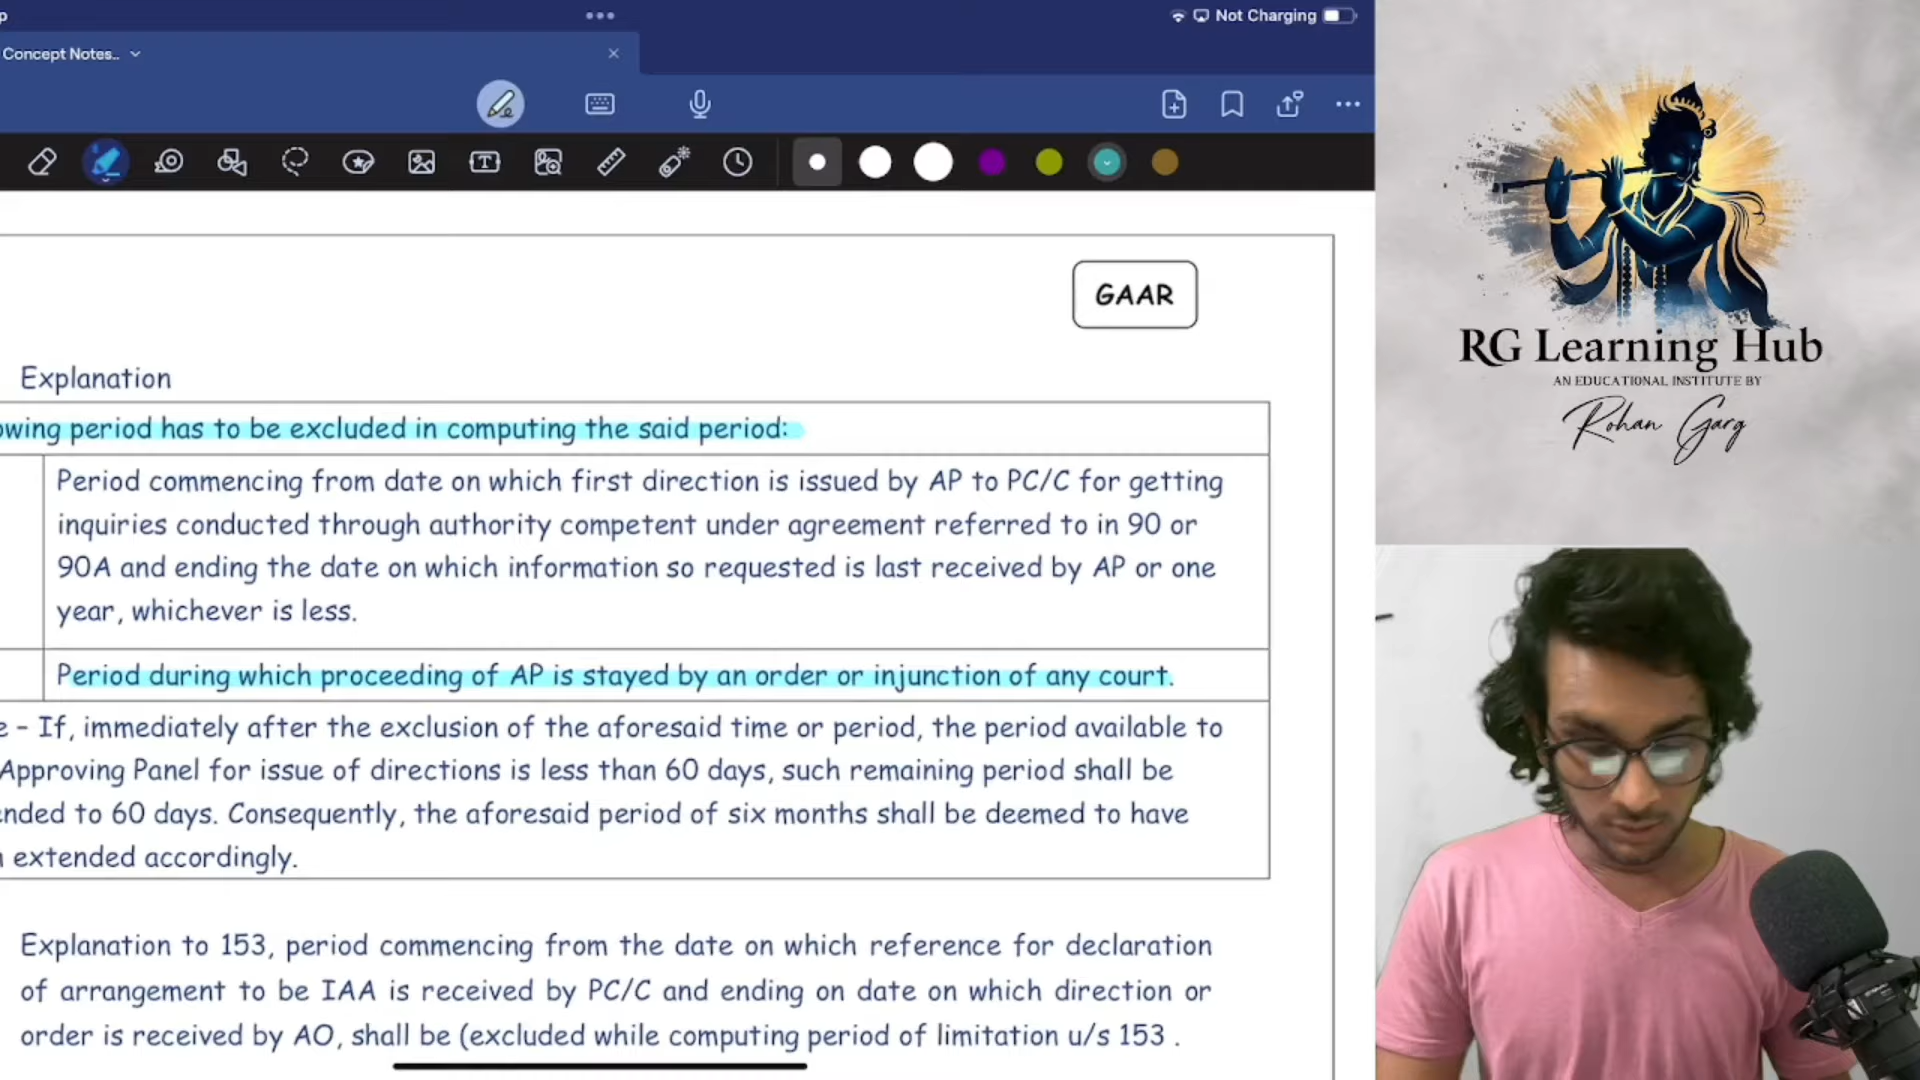 p
Not Charging
Concept Notes..
GAAR
Explanation
owing period has to be excluded in computing the said period:
Period commencing from date on which first direction is issued by AP to PC/C for getting
inquiries conducted through authority competent under agreement referred to in 90 or
90A and ending the date on which information so requested is last received by AP or one
year, whichever is less.
Period during which proceeding of AP is stayed by an order or injunction of any court.
e – If, immediately after the exclusion of the aforesaid time or period, the period available to
Approving Panel for issue of directions is less than 60 days, such remaining period shall be
ended to 60 days. Consequently, the aforesaid period of six months shall be deemed to have
extended accordingly.
Explanation to 153, period commencing from the date on which reference for declaration
of arrangement to be IAA is received by PC/C and ending on date on which direction or
order is received by AO, shall be (excluded while computing period of limitation u/s 153 .
RG Learning Hub
AN EDUCATIONAL INSTITUTE BY
Rohan Garg